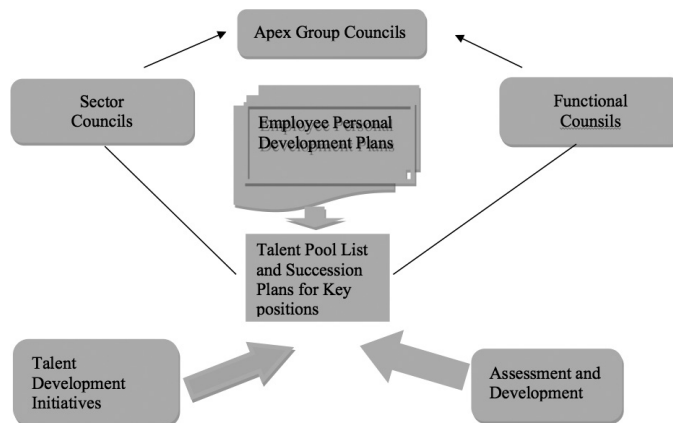 Apex Group Councils
Sector
Councils
Employee Personal
Development Plans
Functional
Counsils
Talent Pool List
and Succession
Plans for Key
positions
Talent
Development
Initiatives
Assessment and
Development